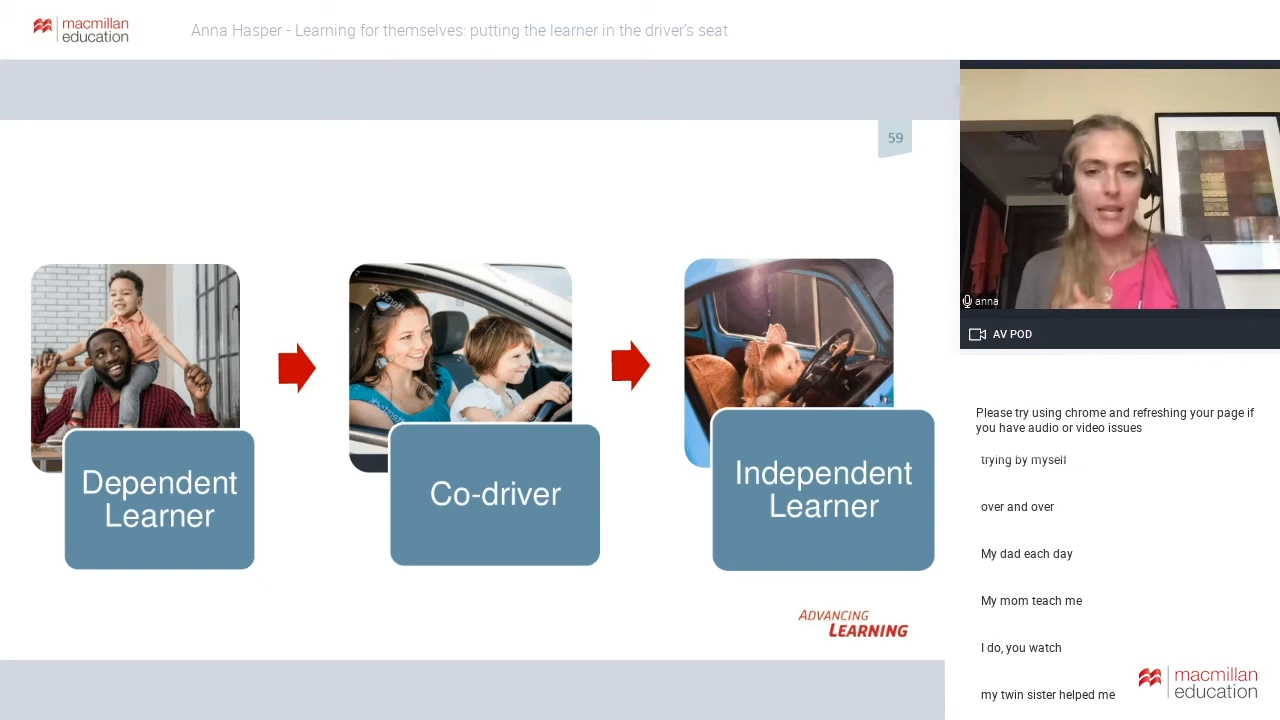 macmillan
education
Anna Hasper - Learning for themselves: putting the learner in the driver's seat
59
Dependent
Learner
Co-driver
Independent
Learner
ADVANCING
LEARNING
anna
AV POD
Please try using chrome and refreshing your page if
you have audio or video issues
trying by myself
over and over
My dad each day
My mom teach me
I do, you watch
my twin sister helped me
macmillan
education